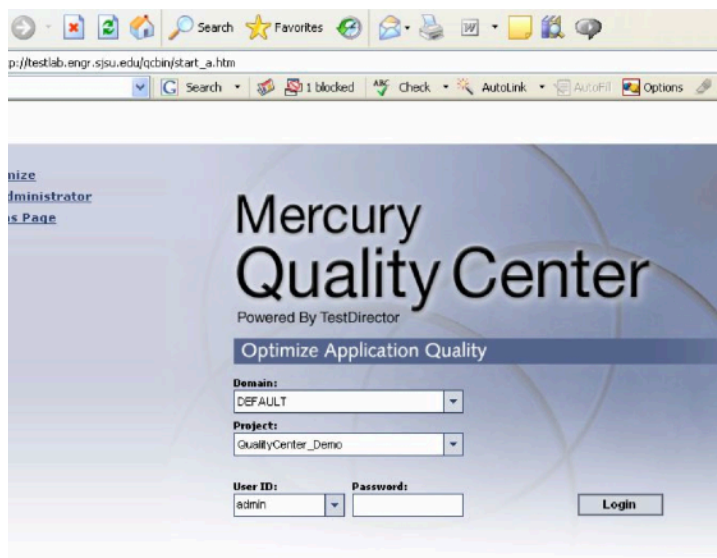 Search Favorites
p://testlab.engr.sjsu.edu/qcbin/start_a.htm
G Search 1 blocked ABC Check AutoLink AutoFill Options
nize
dministrator
s Page
Mercury
Quality Center
Powered By TestDirector
Optimize Application Quality
Domain:
DEFAULT
Project:
QualityCenter_Demo
User ID: Password:
admin
Login